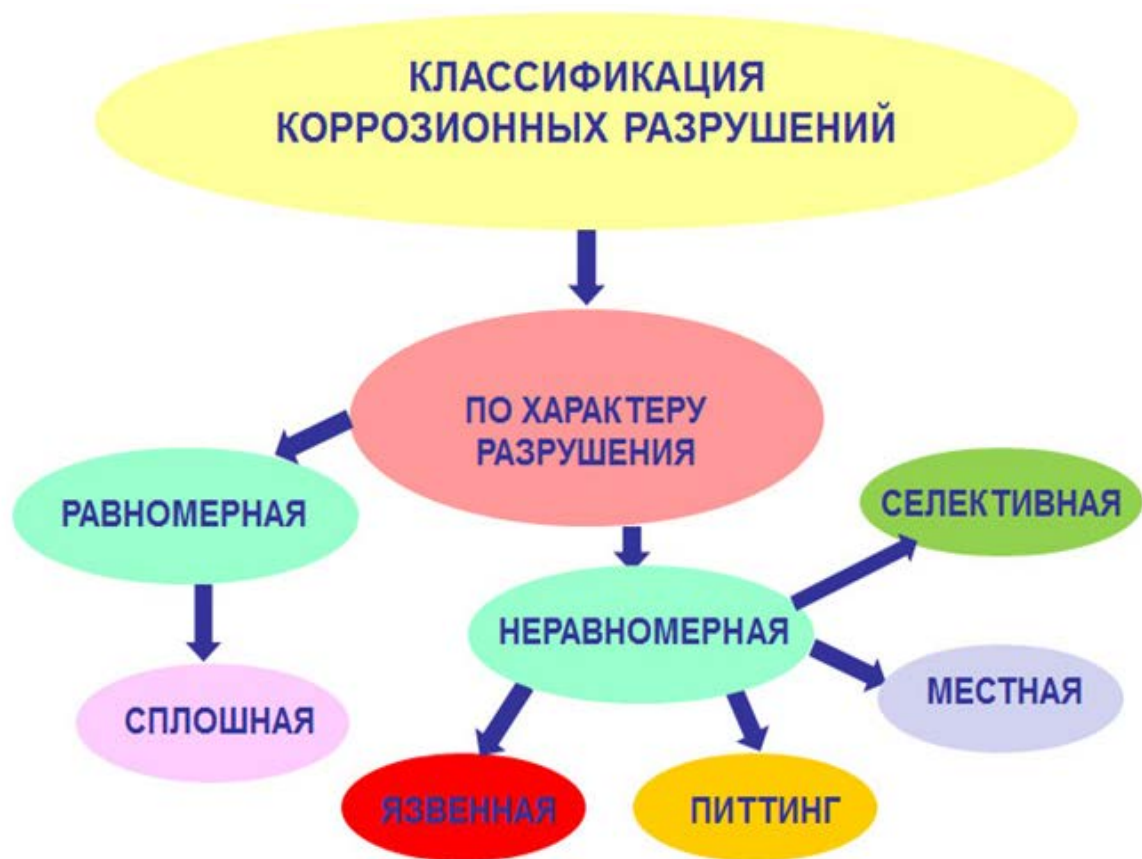 КЛАССИФИКАЦИЯ
КОРРОЗИОННЫХ РАЗРУШЕНИЙ
ПО ХАРАКТЕРУ
РАЗРУШЕНИЯ
РАВНОМЕРНАЯ
СЕЛЕКТИВНАЯ
НЕРАВНОМЕРНАЯ
СПЛОШНАЯ
МЕСТНАЯ
ЯЗВЕННАЯ
ПИТТИНГ